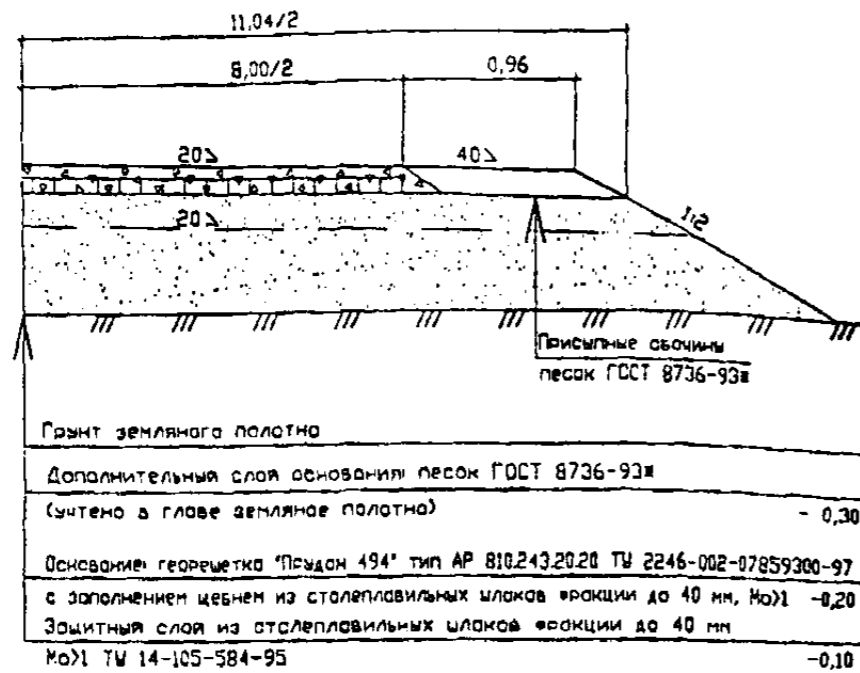 11,04/2
8,00/2
0,96
20
40
20
1:2
Присыпные обочины
песок ГОСТ 8736-93ж
Грунт земляного полотна
Дополнительный слой основания: песок ГОСТ 8736-93ж
(учтено в главе земляное полотно) - 0,30
Основание: георешетка "Прудон 494" тип АР 810.243.20.20 ТУ 2246-002-07859300-97
с заполнением щебнем из сталеплавильных шлаков фракции до 40 мм, Мо>1 -0,20
Защитный слой из сталеплавильных шлаков фракции до 40 мм
Мо>1 ТУ 14-105-584-95 -0,10